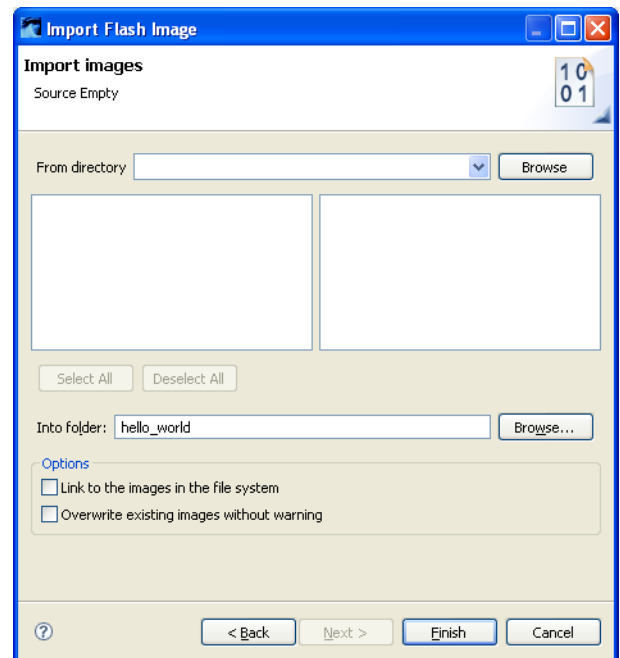 Import Flash Image
Import images
Source Empty
10
01
From directory
Browse
Select All
Deselect All
Into folder:
hello_world
Browse...
Options
Link to the images in the file system
Overwrite existing images without warning
?
< Back
Next >
Finish
Cancel